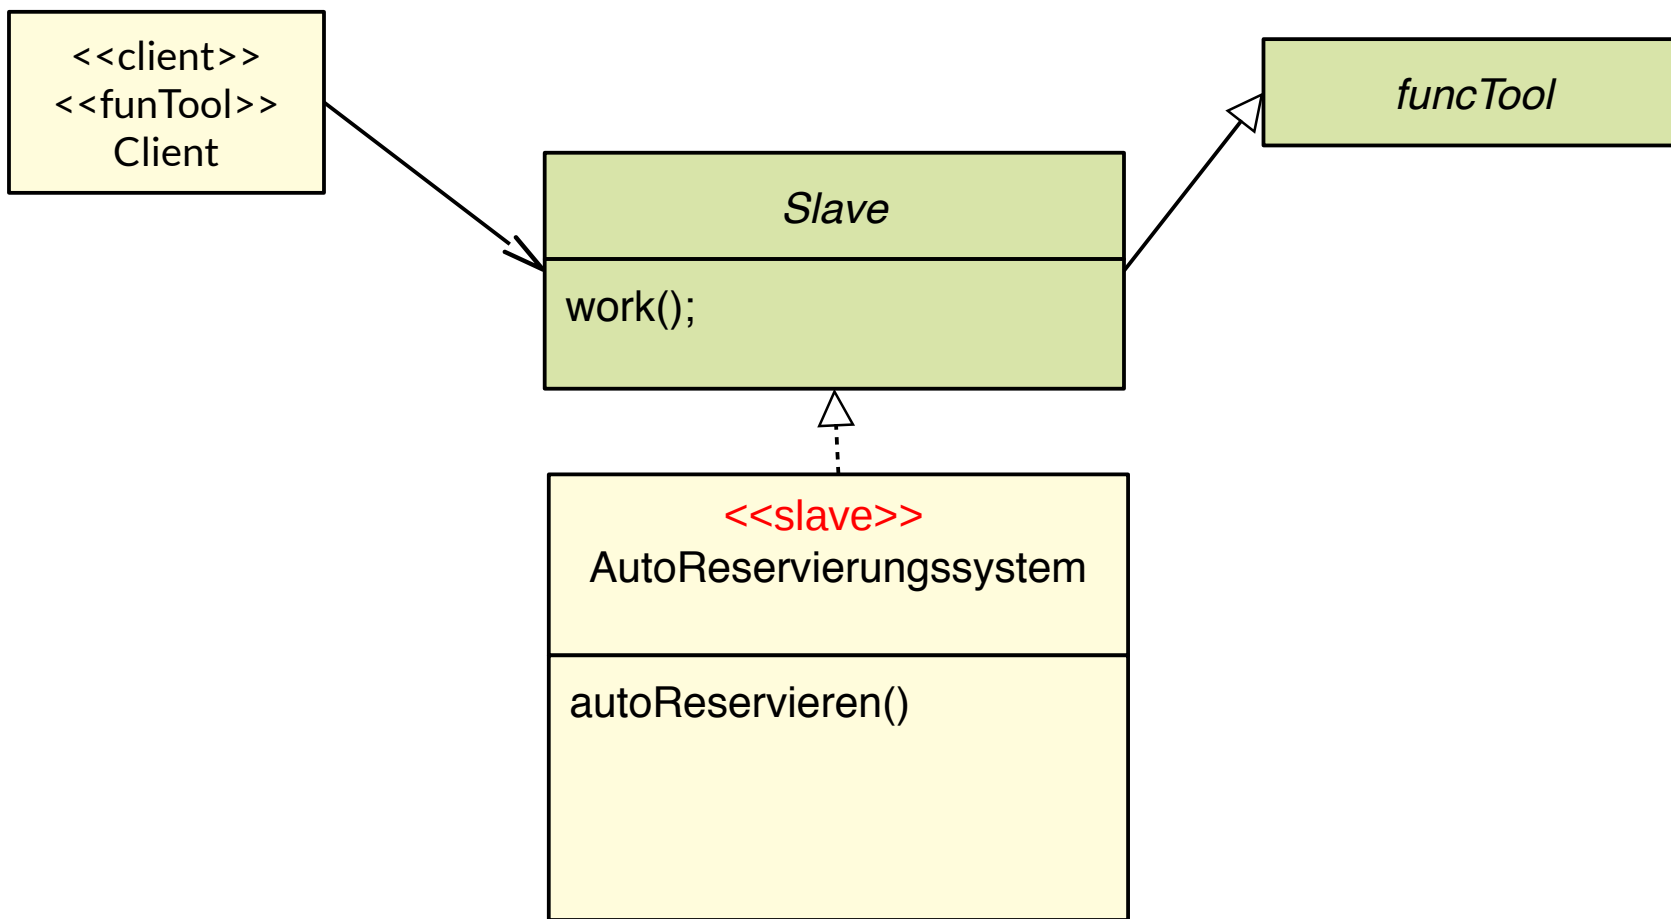 <<client>>
<<funTool>>
Client
funcTool
Slave
work();
<<slave>>
AutoReservierungssystem
autoReservieren()